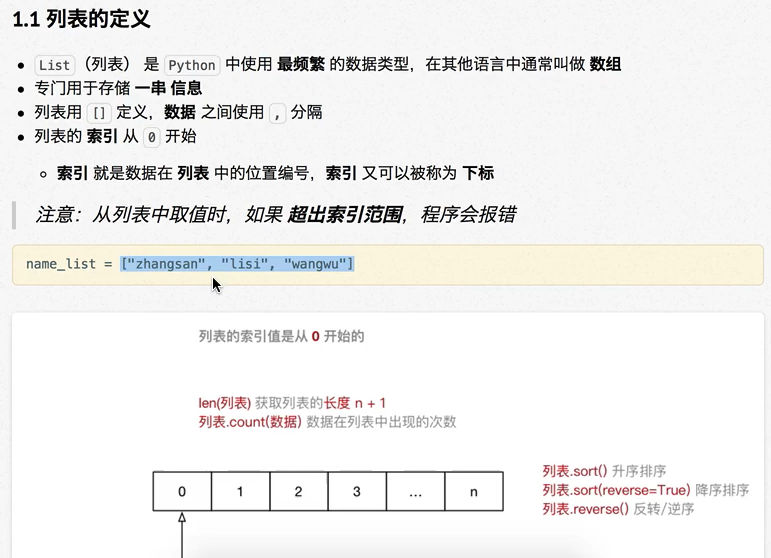 1.1 列表的定义
List（列表） 是 Python 中使用 最频繁 的数据类型，在其他语言中通常叫做 数组
专门用于存储 一串 信息
列表用 [] 定义，数据 之间使用 , 分隔
列表的 索引 从 0 开始
索引 就是数据在 列表 中的位置编号，索引 又可以被称为 下标
注意：从列表中取值时，如果 超出索引范围，程序会报错
name_list = ["zhangsan", "lisi", "wangwu"]
列表的索引值是从 0 开始的
len(列表) 获取列表的长度 n + 1
列表.count(数据) 数据在列表中出现的次数
0 1 2 3 ... n
列表.sort() 升序排序
列表.sort(reverse=True) 降序排序
列表.reverse() 反转/逆序